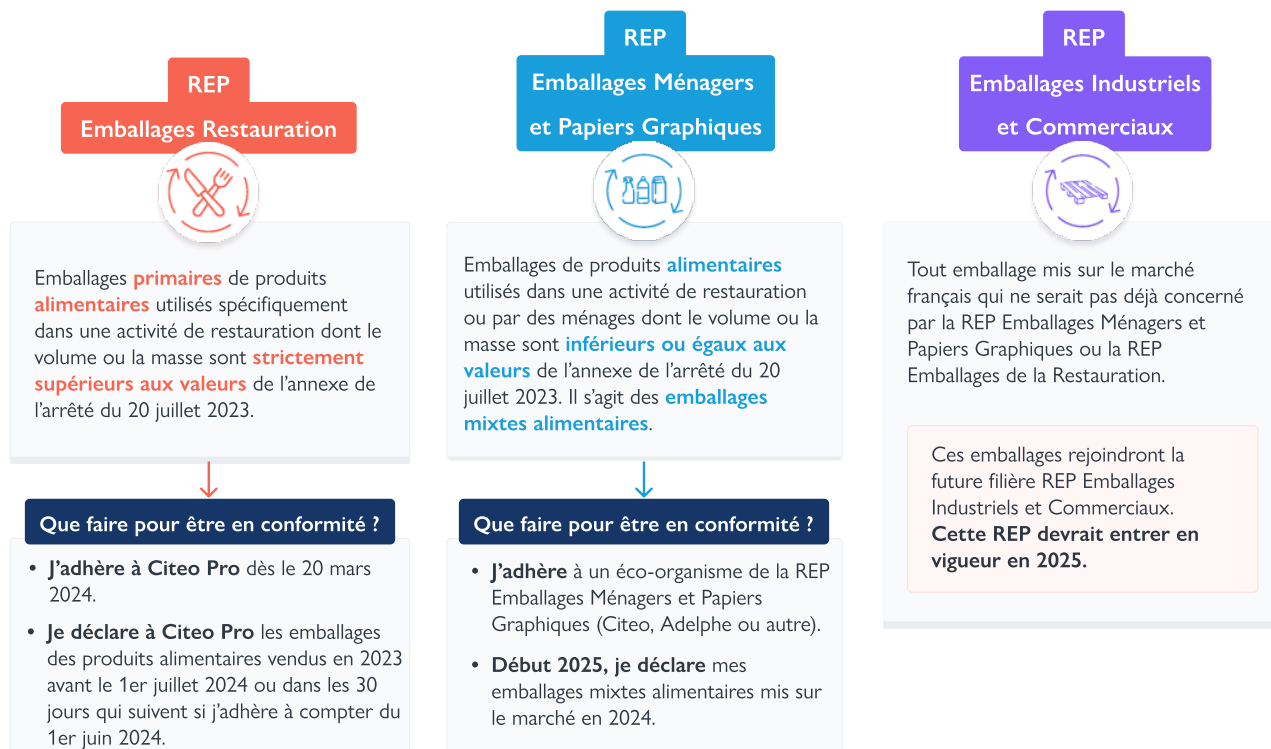 REP
Emballages Restauration
Emballages primaires de produits
alimentaires utilisés spécifiquement
dans une activité de restauration dont le
volume ou la masse sont strictement
supérieurs aux valeurs de l’annexe de
l’arrêté du 20 juillet 2023.
Que faire pour être en conformité ?
• J’adhère à Citeo Pro dès le 20 mars
2024.
• Je déclare à Citeo Pro les emballages
des produits alimentaires vendus en 2023
avant le 1er juillet 2024 ou dans les 30
jours qui suivent si j’adhère à compter du
1er juin 2024.
REP
Emballages Ménagers
et Papiers Graphiques
Emballages de produits alimentaires
utilisés dans une activité de restauration
ou par des ménages dont le volume ou la
masse sont inférieurs ou égaux aux
valeurs de l’annexe de l’arrêté du 20
juillet 2023. Il s’agit des emballages
mixtes alimentaires.
Que faire pour être en conformité ?
• J’adhère à un éco-organisme de la REP
Emballages Ménagers et Papiers
Graphiques (Citeo, Adelphe ou autre).
• Début 2025, je déclare mes
emballages mixtes alimentaires mis sur
le marché en 2024.
REP
Emballages Industriels
et Commerciaux
Tout emballage mis sur le marché
français qui ne serait pas déjà concerné
par la REP Emballages Ménagers et
Papiers Graphiques ou la REP
Emballages de la Restauration.
Ces emballages rejoindront la
future filière REP Emballages
Industriels et Commerciaux.
Cette REP devrait entrer en
vigueur en 2025.